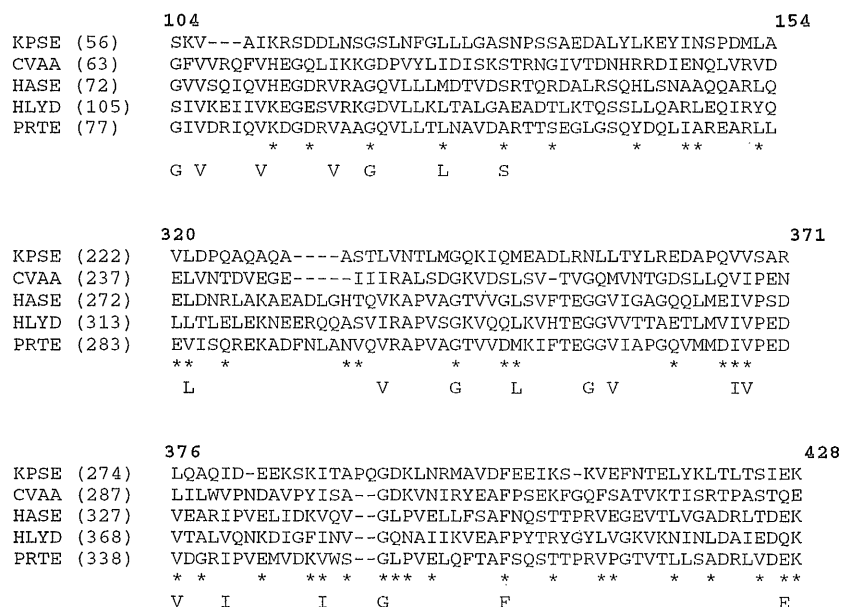 104 154
KPSE (56) SKV---AIKRSDDLNSGSLNFGLLLGASNPSSAEDALYLKEYINSPDMLA
CVAA (63) GFVVRQFVHEGQLIKKGDPVYLIDISKSTRNGIVTDNHRRDIENQLVRVD
HASE (72) GVVSQIQVHEGDRVRAGQVLLLMDTVDSRTQRDALRSQHLSNAAQQARLQ
HLYD (105) SIVKEIIVKEGESVRKGDVLLKLTALGAEADTLKTQSSLLQARLEQIRYQ
PRTE (77) GIVDRIQVKDGDRVAAGQVLLTLNAVDARTTSEGLGSQYDQLIAREARLL
* * * * * * * ** *
G V V V G L S
320 371
KPSE (222) VLDPQAQAQA----ASTLVNTLMGQKIQMEADLRNLLTYLREDAPQVVSAR
CVAA (237) ELVNTDVEGE-----IIIRALSDGKVDSLSV-TVGQMVNTGDSLLQVIPEN
HASE (272) ELDNRLAKAEADLGHTQVKAPVAGTVVGLSVFTEGGVIGAGQQLMEIVPSD
HLYD (313) LLTLELEKNEERQQASVIRAPVSGKVQQLKVHTEGGVVTTAETLMVIVPED
PRTE (283) EVISQREKADFNLANVQVRAPVAGTVVDMKIFTEGGVIAPGQVMMDIVPED
** * ** * ** * ***
L V G L G V IV
376 428
KPSE (274) LQAQID-EEKSKITAPQGDKLNRMAVDFEEIKS-KVEFNTELYKLTLTSIEK
CVAA (287) LILWVPNDAVPYISA--GDKVNIRYEAFPSEKFGQFSATVKTISRTPASTQE
HASE (327) VEARIPVELIDKVQV--GLPVELLFSAFNQSTTPRVEGEVTLVGADRLTDEK
HLYD (368) VTALVQNKDIGFINV--GQNAIIKVEAFPYTRYGYLVGKVKNINLDAIEDQK
PRTE (338) VDGRIPVEMVDKVWS--GLPVELQFTAFSQSTTPRVPGTVTLLSADRLVDEK
* * * ** * *** * * * ** * * **
V I I G F E